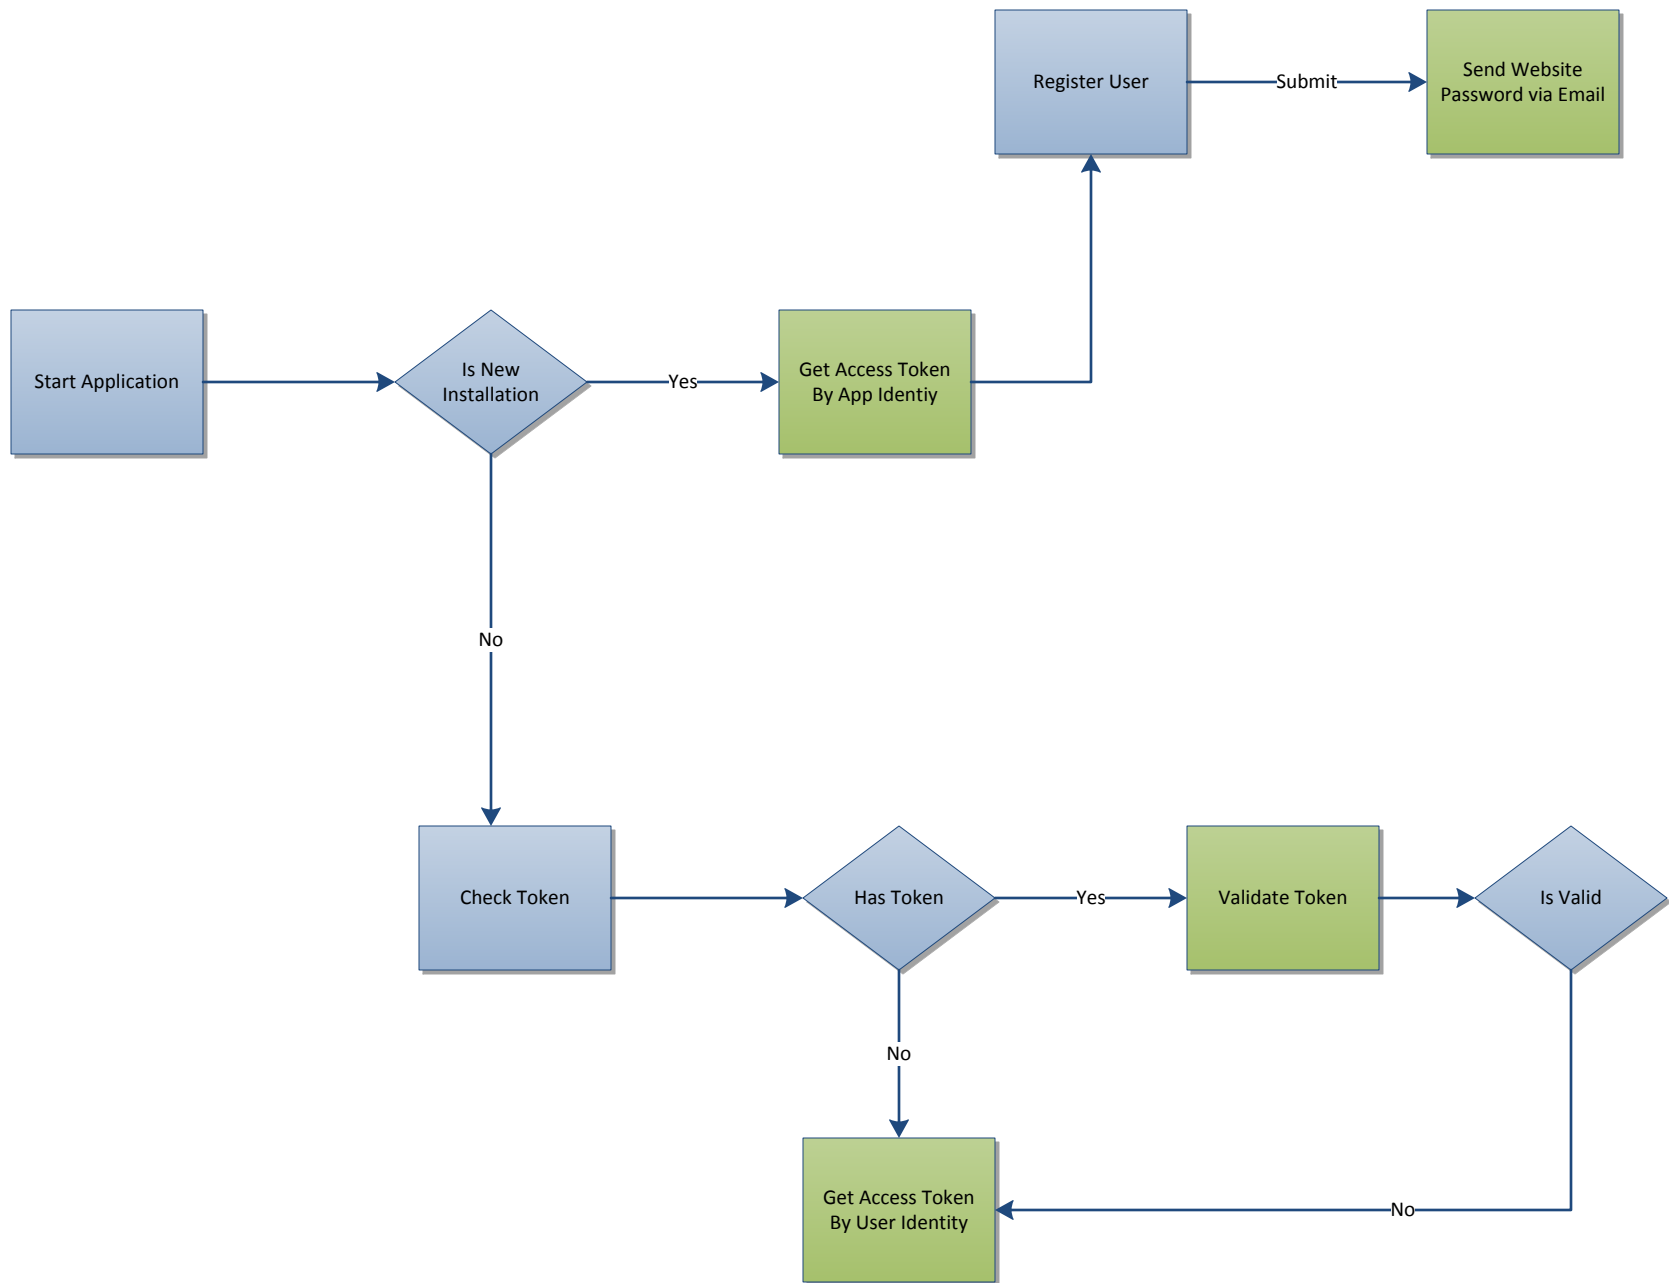 Register User
Submit
Send Website
Password via Email
Start Application
Is New
Installation
Yes
Get Access Token
By App Identiy
No
Check Token
Has Token
Yes
Validate Token
Is Valid
No
Get Access Token
By User Identity
No